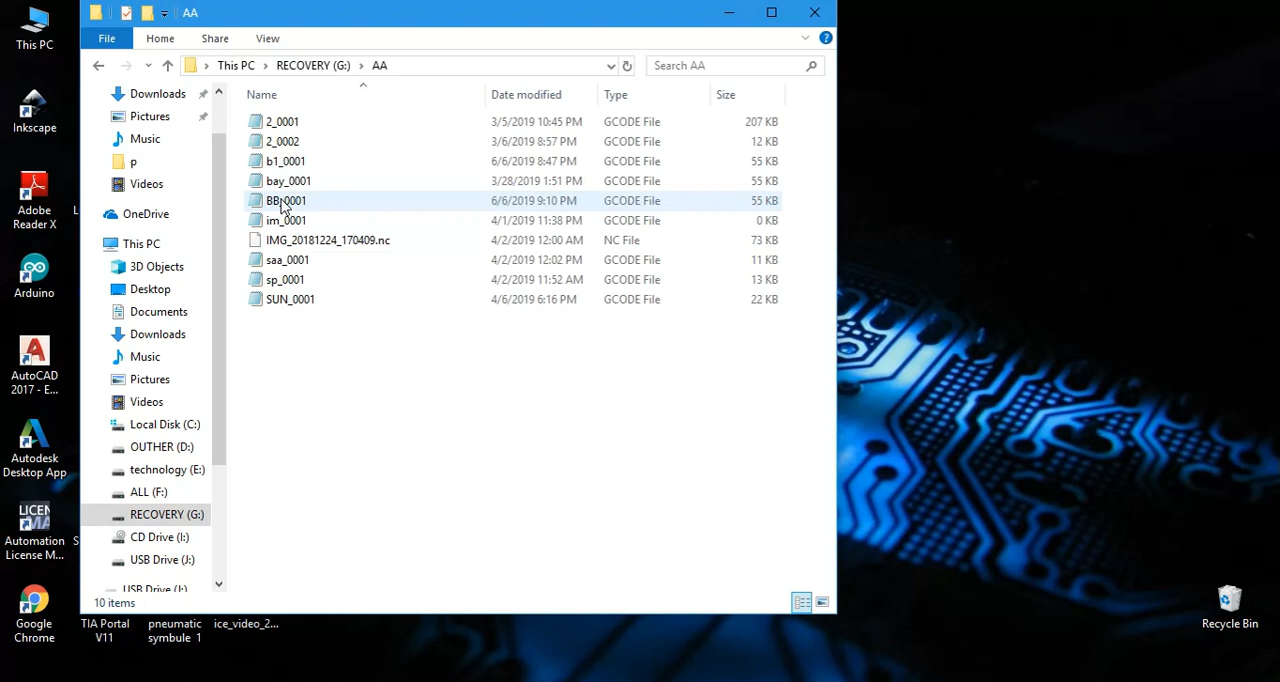 This PC
Inkscape
Adobe
Reader X
L
Arduino
AutoCAD
2017 - E...
Autodesk
Desktop App
LICEN
MA
Automation
License M...
S
Google
Chrome
AA
File
Home
Share
View
This PC
RECOVERY (G:)
AA
Search AA
Downloads
Pictures
Music
p
Videos
OneDrive
This PC
3D Objects
Desktop
Documents
Downloads
Music
Pictures
Videos
Local Disk (C:)
OUTHER (D:)
technology (E:)
ALL (F:)
RECOVERY (G:)
CD Drive (I:)
USB Drive (J:)
USB Drive (J:)
Name Date modified Type Size
2_0001 3/5/2019 10:45 PM GCODE File 207 KB
2_0002 3/6/2019 8:57 PM GCODE File 12 KB
b1_0001 6/6/2019 8:47 PM GCODE File 55 KB
bay_0001 3/28/2019 1:51 PM GCODE File 55 KB
BB_0001 6/6/2019 9:10 PM GCODE File 55 KB
im_0001 4/1/2019 11:38 PM GCODE File 0 KB
IMG_20181224_170409.nc 4/2/2019 12:00 AM NC File 73 KB
saa_0001 4/2/2019 12:02 PM GCODE File 11 KB
sp_0001 4/2/2019 11:52 AM GCODE File 13 KB
SUN_0001 4/6/2019 6:16 PM GCODE File 22 KB
10 items
TIA Portal
V11
pneumatic
symbule 1
ice_video_2...
Recycle Bin